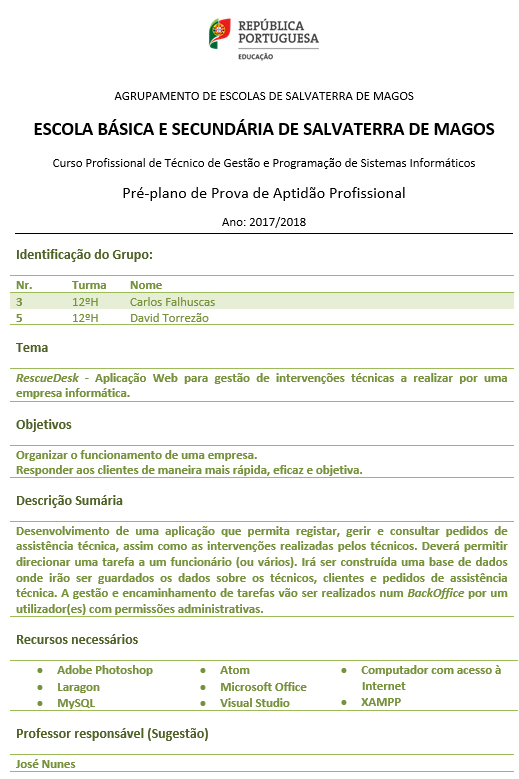 REPÚBLICA
PORTUGUESA
EDUCAÇÃO
AGRUPAMENTO DE ESCOLAS DE SALVATERRA DE MAGOS
ESCOLA BÁSICA E SECUNDÁRIA DE SALVATERRA DE MAGOS
Curso Profissional de Técnico de Gestão e Programação de Sistemas Informáticos
Pré-plano de Prova de Aptidão Profissional
Ano: 2017/2018
Identificação do Grupo:
Nr. Turma Nome
3 12ºH Carlos Falhuscas
5 12ºH David Torrezão
Tema
RescueDesk - Aplicação Web para gestão de intervenções técnicas a realizar por uma
empresa informática.
Objetivos
Organizar o funcionamento de uma empresa.
Responder aos clientes de maneira mais rápida, eficaz e objetiva.
Descrição Sumária
Desenvolvimento de uma aplicação que permita registar, gerir e consultar pedidos de
assistência técnica, assim como as intervenções realizadas pelos técnicos. Deverá permitir
direcionar uma tarefa a um funcionário (ou vários). Irá ser construída uma base de dados
onde irão ser guardados os dados sobre os técnicos, clientes e pedidos de assistência
técnica. A gestão e encaminhamento de tarefas vão ser realizados num BackOffice por um
utilizador(es) com permissões administrativas.
Recursos necessários
• Adobe Photoshop
• Laragon
• MySQL
• Atom
• Microsoft Office
• Visual Studio
• Computador com acesso à
Internet
• XAMPP
Professor responsável (Sugestão)
José Nunes